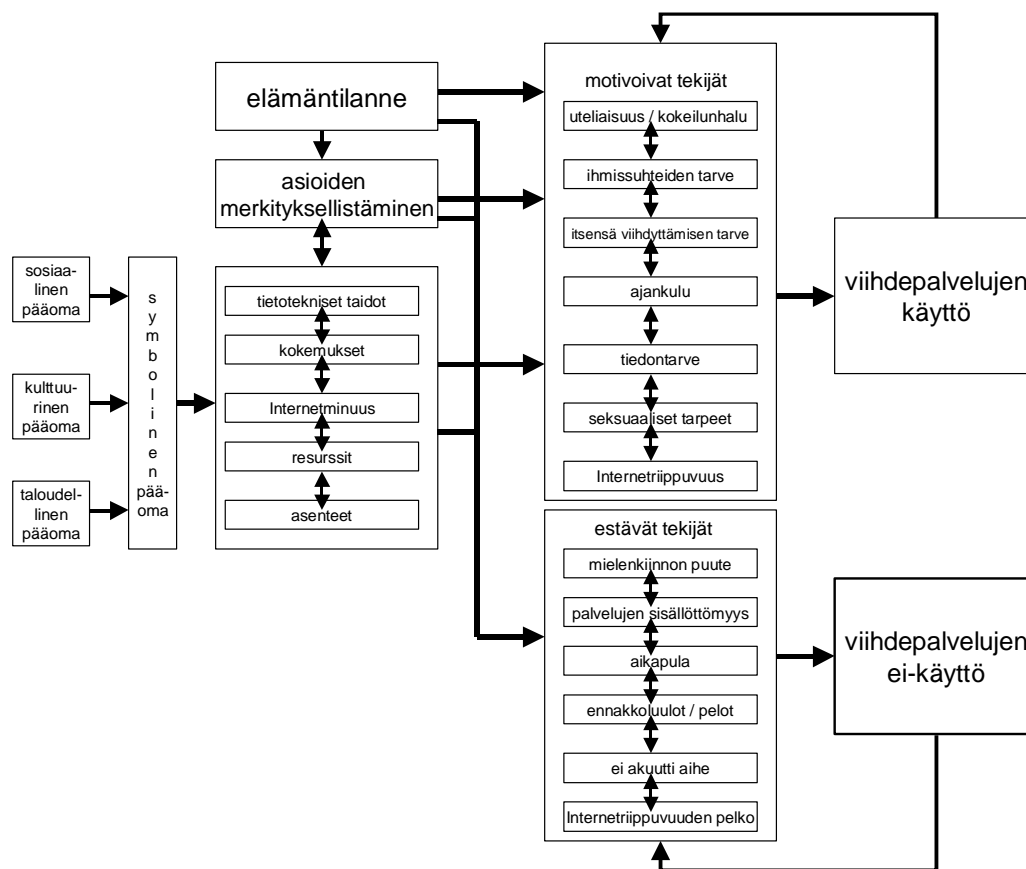 sosiaa-
linen
pääoma
kulttuu-
rinen
pääoma
taloudel-
linen
pääoma
s
y
m
b
o
l
i
n
e
n
pää-
oma
elämäntilanne
asioiden
merkityksellistäminen
tietotekniset taidot
kokemukset
Internetminuus
resurssit
asenteet
motivoivat tekijät
uteliaisuus / kokeilunhalu
ihmissuhteiden tarve
itsensä viihdyttämisen tarve
ajankulu
tiedontarve
seksuaaliset tarpeet
Internetriippuvuus
estävät tekijät
mielenkiinnon puute
palvelujen sisällöttömyys
aikapula
ennakkoluulot / pelot
ei akuutti aihe
Internetriippuvuuden pelko
viihdepalvelujen
käyttö
viihdepalvelujen
ei-käyttö